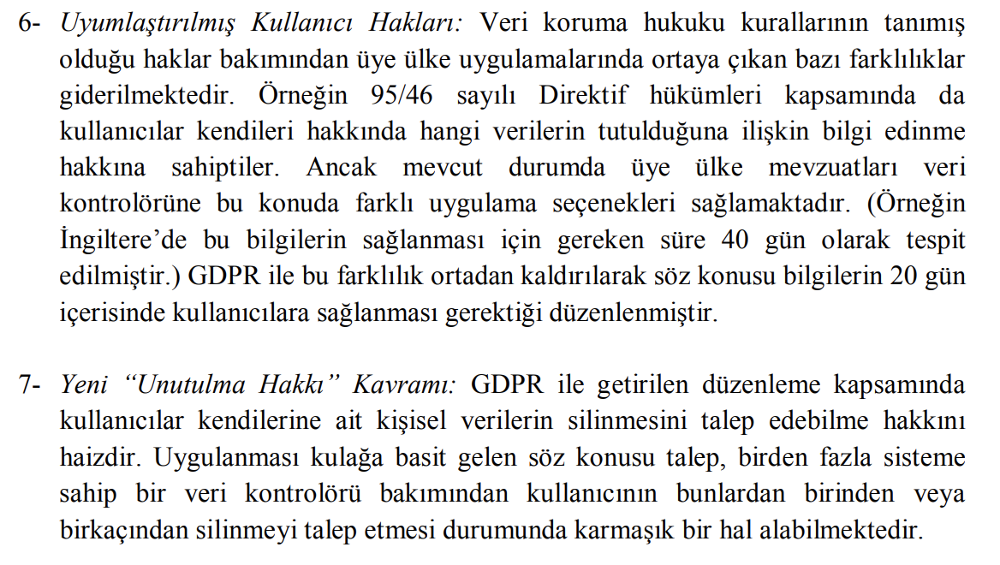 6- Uyumlaştırılmış Kullanıcı Hakları: Veri koruma hukuku kurallarının tanımış
olduğu haklar bakımından üye ülke uygulamalarında ortaya çıkan bazı farklılıklar
giderilmektedir. Örneğin 95/46 sayılı Direktif hükümleri kapsamında da
kullanıcılar kendileri hakkında hangi verilerin tutulduğuna ilişkin bilgi edinme
hakkına sahiptiler. Ancak mevcut durumda üye ülke mevzuatları veri
kontrolörüne bu konuda farklı uygulama seçenekleri sağlamaktadır. (Örneğin
İngiltere’de bu bilgilerin sağlanması için gereken süre 40 gün olarak tespit
edilmiştir.) GDPR ile bu farklılık ortadan kaldırılarak söz konusu bilgilerin 20 gün
içerisinde kullanıcılara sağlanması gerektiği düzenlenmiştir.
7- Yeni “Unutulma Hakkı” Kavramı: GDPR ile getirilen düzenleme kapsamında
kullanıcılar kendilerine ait kişisel verilerin silinmesini talep edebilme hakkını
haizdir. Uygulanması kulağa basit gelen söz konusu talep, birden fazla sisteme
sahip bir veri kontrolörü bakımından kullanıcının bunlardan birinden veya
birkaçından silinmeyi talep etmesi durumunda karmaşık bir hal alabilmektedir.